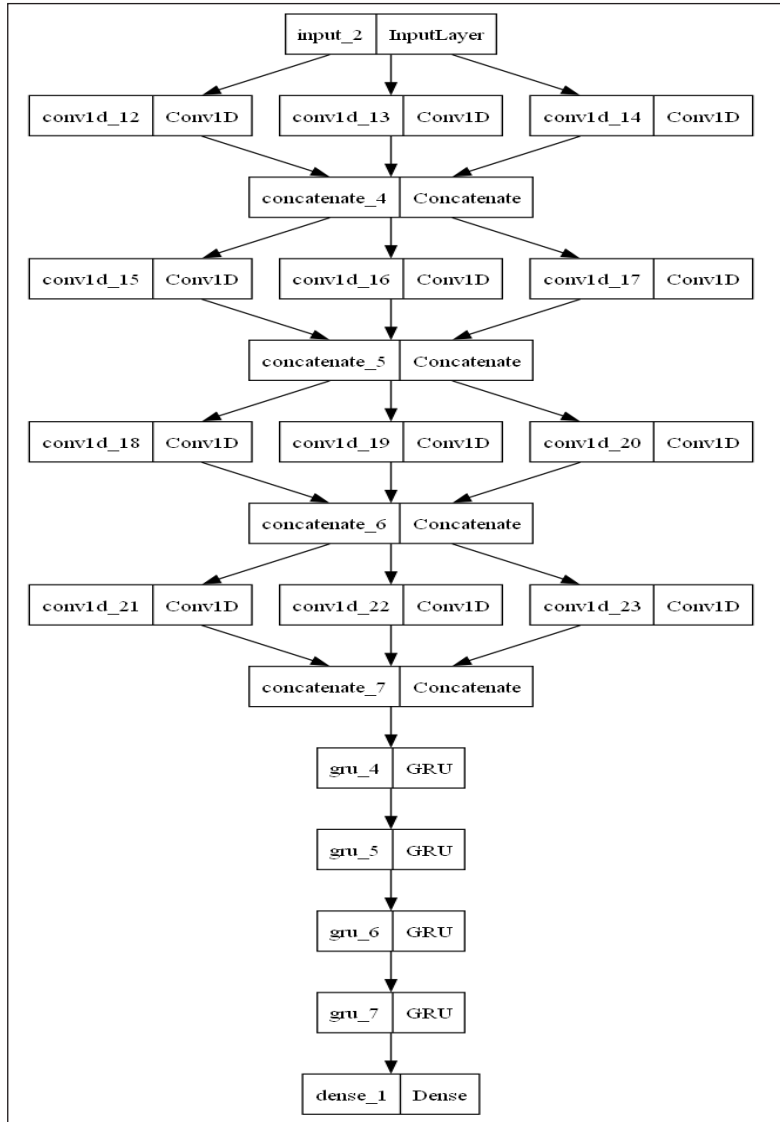 input_2 InputLayer
conv1d_12 Conv1D conv1d_13 Conv1D conv1d_14 Conv1D
concatenate_4 Concatenate
conv1d_15 Conv1D conv1d_16 Conv1D conv1d_17 Conv1D
concatenate_5 Concatenate
conv1d_18 Conv1D conv1d_19 Conv1D conv1d_20 Conv1D
concatenate_6 Concatenate
conv1d_21 Conv1D conv1d_22 Conv1D conv1d_23 Conv1D
concatenate_7 Concatenate
gru_4 GRU
gru_5 GRU
gru_6 GRU
gru_7 GRU
dense_1 Dense